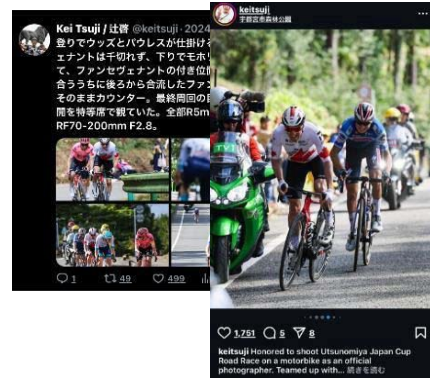 Kei Tsuji / 辻啓 @keitsuji · 2024
登りでウッズとパウレスが仕掛ける
ェナントは千切れず、下りでモホリ
て、ファンセヴェナントの付き位
合ううちに後ろから合流したファン
そのままカウンター。最終周回の
開を特等席で観ていた。全部R5m
RF70-200mm F2.8。
1
49
499
keitsuji
宇都宮市森林公園
TV1
1,751
5
8
keitsuji Honored to shoot Utsunomiya Japan Cup
Road Race on a motorbike as an official
photographer. Teamed up with... 続きを読む